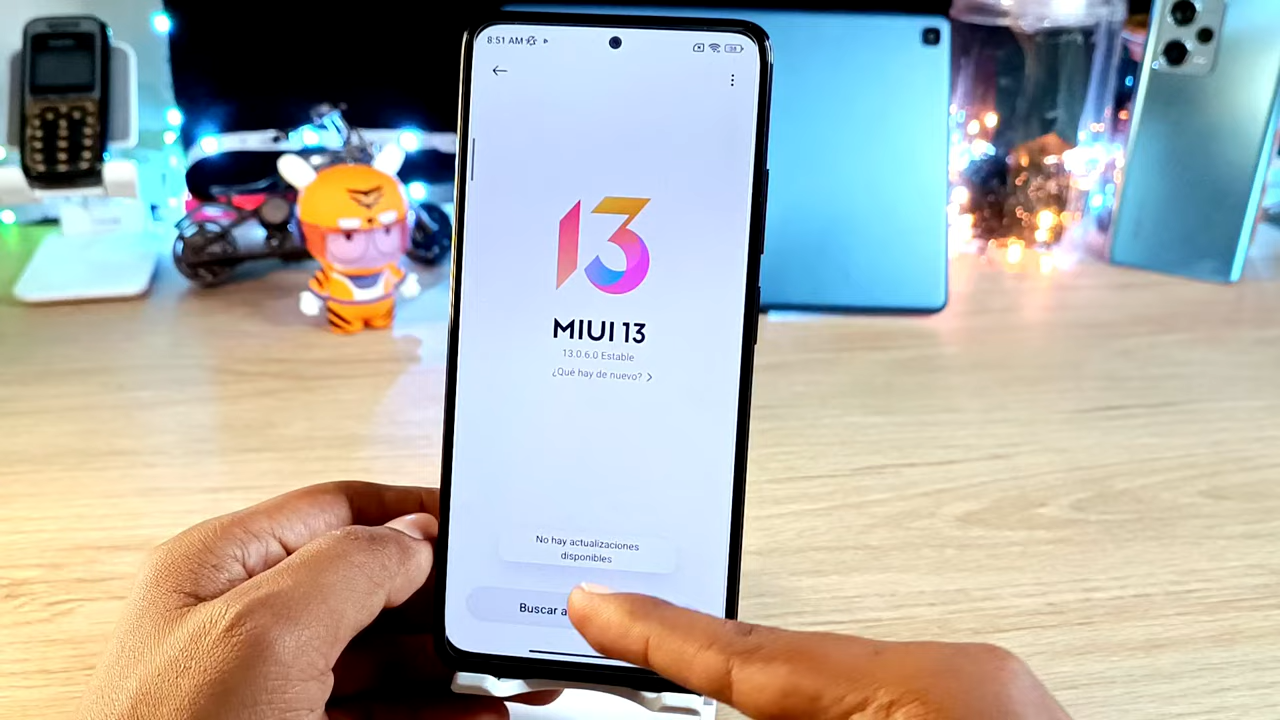 8:51 AM
13
MIUI 13
13.0.6.0 Estable
¿Qué hay de nuevo? >
No hay actualizaciones
disponibles
Buscar a